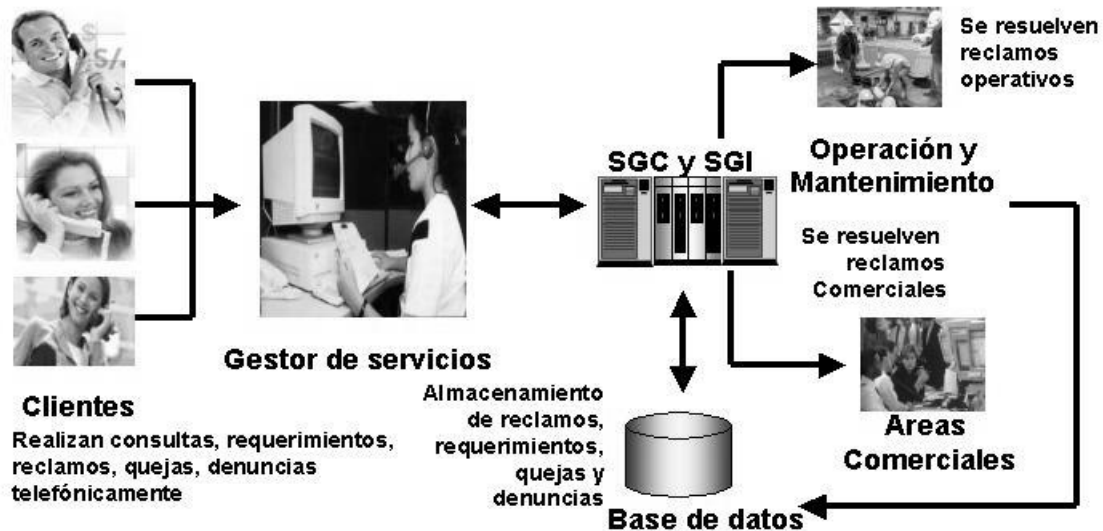 S/.
Clientes
Realizan consultas, requerimientos,
reclamos, quejas, denuncias
telefónicamente
Gestor de servicios
SGC y SGI
Almacenamiento
de reclamos,
requerimientos,
quejas y
denuncias
Base de datos
Se resuelven
reclamos
operativos
Operación y
Mantenimiento
Se resuelven
reclamos
Comerciales
Areas
Comerciales